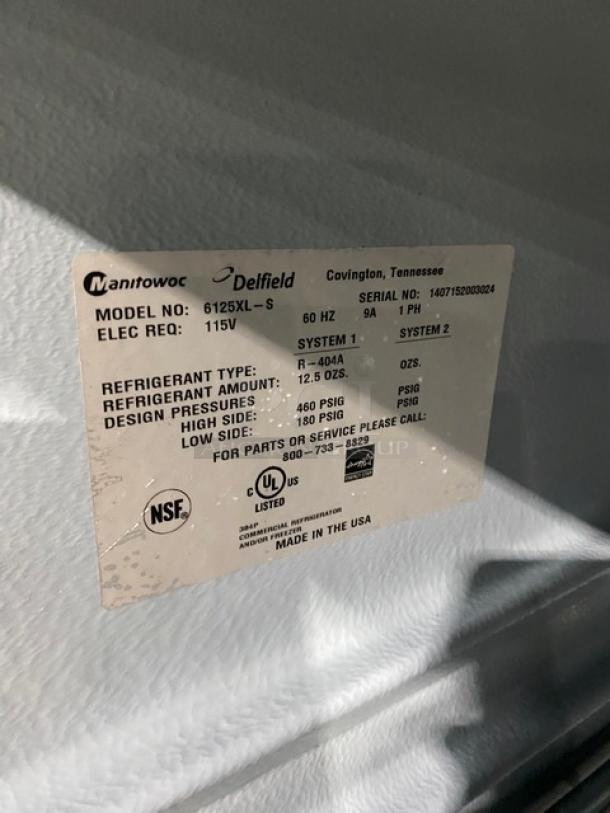 Manitowoc Delfield Covington, Tennessee
MODEL NO: 6125XL-S SERIAL NO: 1407152003024
ELEC REQ: 115V 60 HZ 9A 1 PH
SYSTEM 1 SYSTEM 2
REFRIGERANT TYPE: R-404A
REFRIGERANT AMOUNT: 12.5 OZS. OZS.
DESIGN PRESSURES
HIGH SIDE: 460 PSIG PSIG
LOW SIDE: 180 PSIG PSIG
FOR PARTS OR SERVICE PLEASE CALL:
800-733-8829
NSF®
C UL US
LISTED
ENERGY STAR
384P
COMMERCIAL REFRIGERATOR
AND/OR FREEZER
MADE IN THE USA